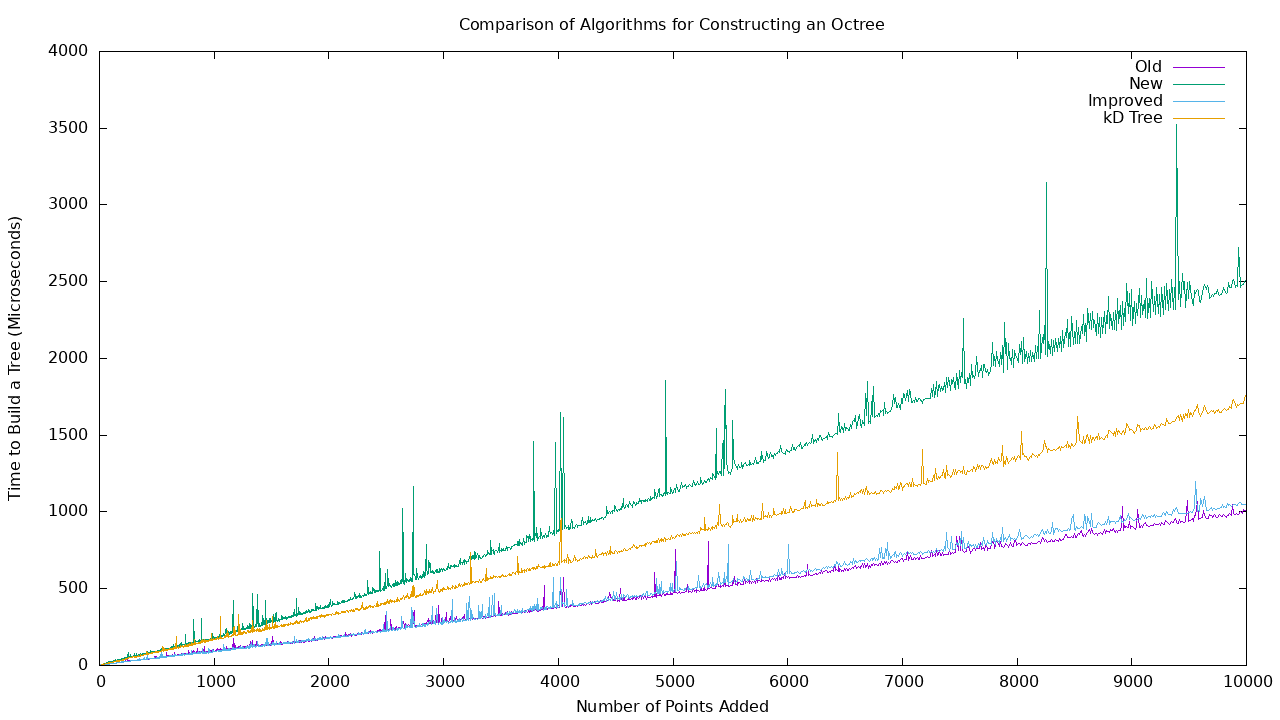 Comparison of Algorithms for Constructing an Octree
4000
3500
3000
2500
2000
1500
1000
500
0
Time to Build a Tree (Microseconds)
Old
New
Improved
kD Tree
0 1000 2000 3000 4000 5000 6000 7000 8000 9000 10000
Number of Points Added